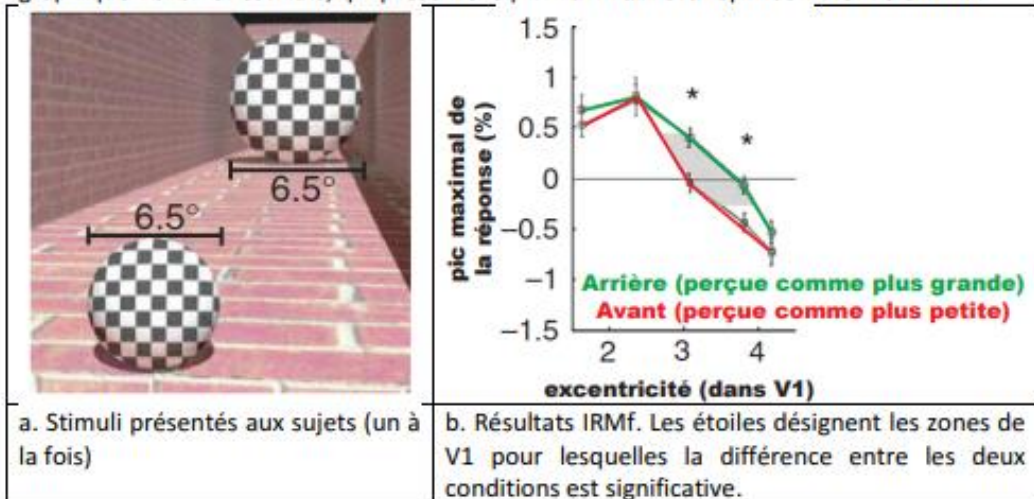 6.5°
6.5°
pic maximal de
la réponse (%)
1.5
1
0.5
0
−0.5
−1
−1.5
*
*
Arrière (perçue comme plus grande)
Avant (perçue comme plus petite)
2 3 4
excentricité (dans V1)
a. Stimuli présentés aux sujets (un à
la fois)
b. Résultats IRMf. Les étoiles désignent les zones de
V1 pour lesquelles la différence entre les deux
conditions est significative.